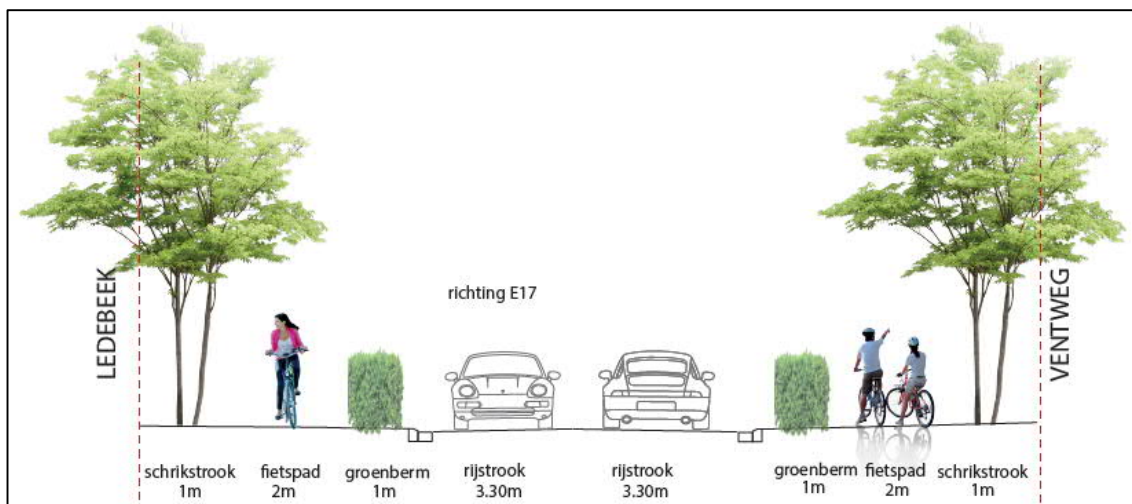 LEDEBEEK
richting E17
VENTWEG
schrikstrook
1m
fietspad
2m
groenberm
1m
rijstrook
3.30m
rijstrook
3.30m
groenberm
1m
fietspad
2m
schrikstrook
1m